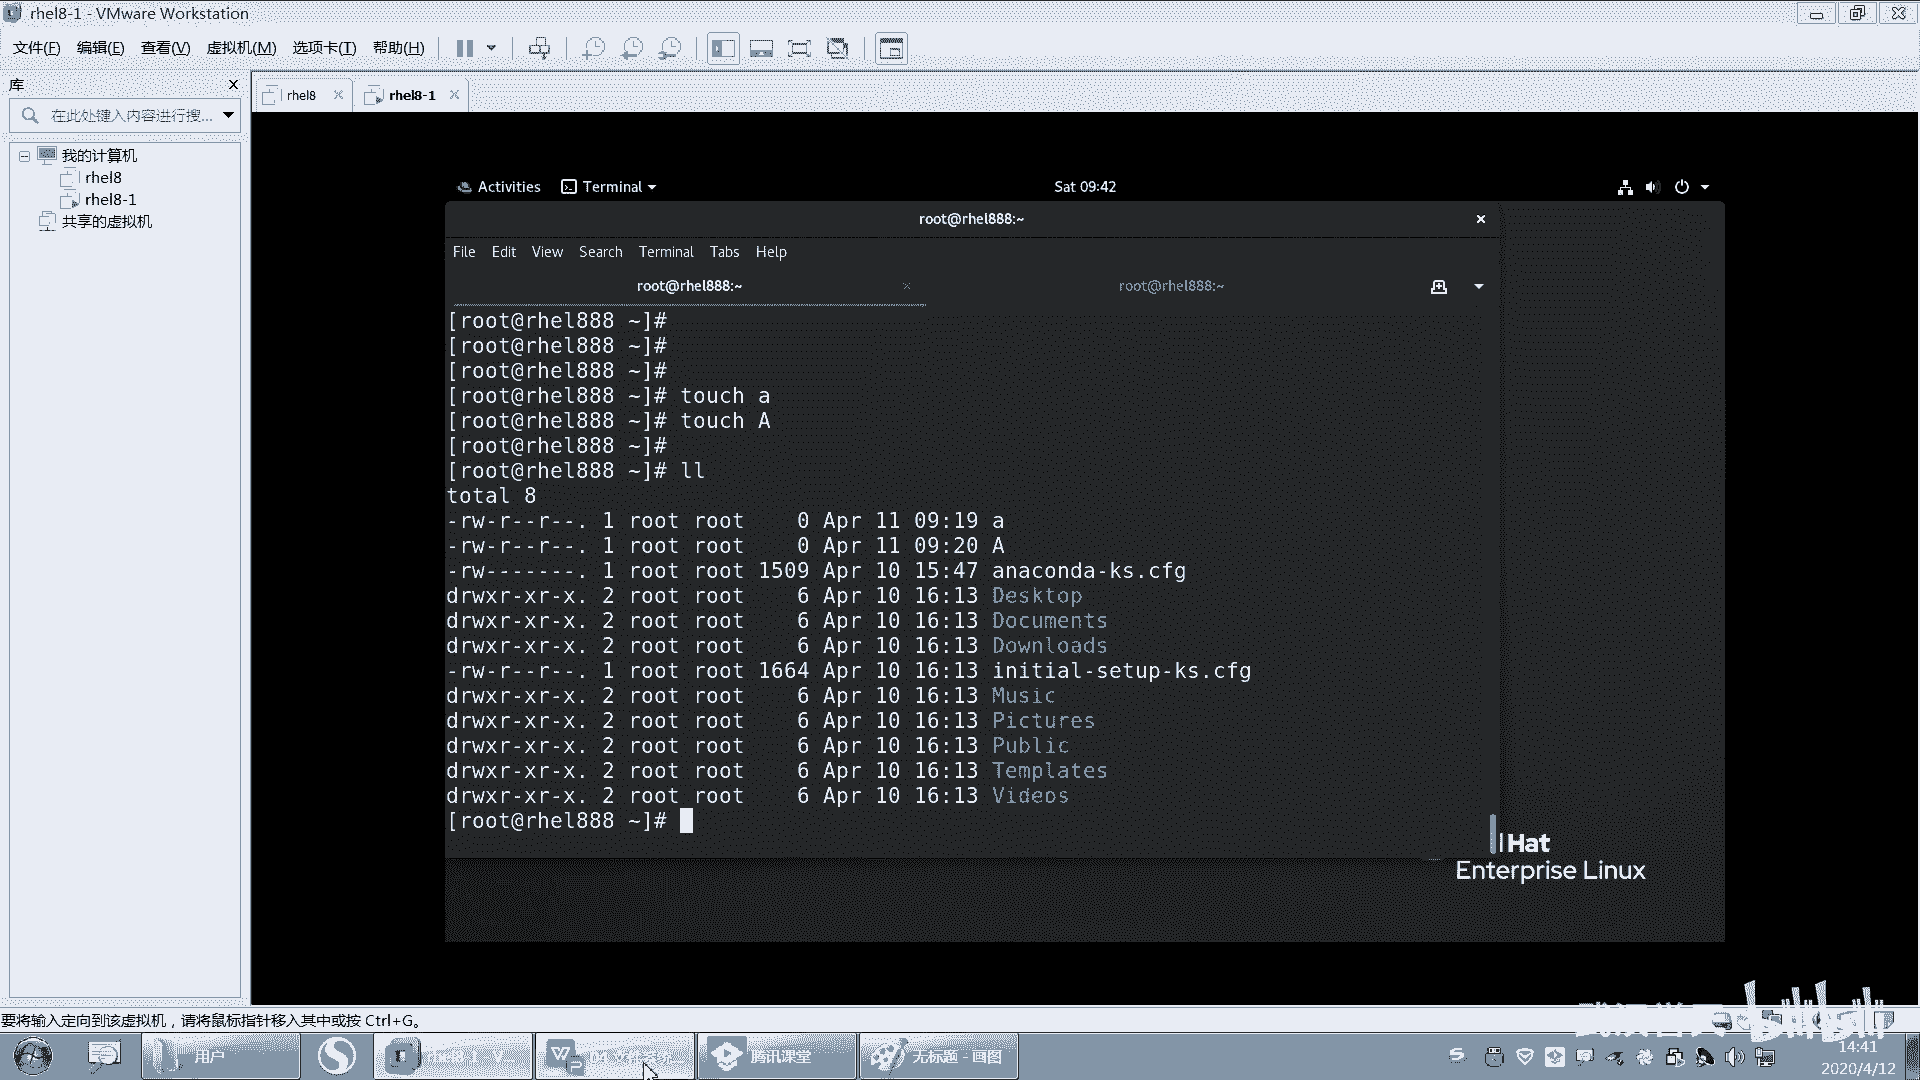 rhel8-1 - VMware Workstation
文件(F) 编辑(E) 查看(V) 虚拟机(M) 选项卡(T) 帮助(H)
库
在此处键入内容进行搜...
我的计算机
rhel8
rhel8-1
共享的虚拟机
rhel8
rhel8-1
Activities Terminal Sat 09:42
root@rhel888:~
File Edit View Search Terminal Tabs Help
root@rhel888:~ root@rhel888:~
[root@rhel888 ~]#
[root@rhel888 ~]#
[root@rhel888 ~]#
[root@rhel888 ~]# touch a
[root@rhel888 ~]# touch A
[root@rhel888 ~]#
[root@rhel888 ~]# ll
total 8
-rw-r--r--. 1 root root 0 Apr 11 09:19 a
-rw-r--r--. 1 root root 0 Apr 11 09:20 A
-rw-------. 1 root root 1509 Apr 10 15:47 anaconda-ks.cfg
drwxr-xr-x. 2 root root 6 Apr 10 16:13 Desktop
drwxr-xr-x. 2 root root 6 Apr 10 16:13 Documents
drwxr-xr-x. 2 root root 6 Apr 10 16:13 Downloads
-rw-r--r--. 1 root root 1664 Apr 10 16:13 initial-setup-ks.cfg
drwxr-xr-x. 2 root root 6 Apr 10 16:13 Music
drwxr-xr-x. 2 root root 6 Apr 10 16:13 Pictures
drwxr-xr-x. 2 root root 6 Apr 10 16:13 Public
drwxr-xr-x. 2 root root 6 Apr 10 16:13 Templates
drwxr-xr-x. 2 root root 6 Apr 10 16:13 Videos
[root@rhel888 ~]#
Hat
Enterprise Linux
要将输入定向到该虚拟机，请将鼠标指针移入其中或按 Ctrl+G。
用户 rhel8-1 - V... 腾讯课堂 无标题 - 画图
14:41
2020/4/12